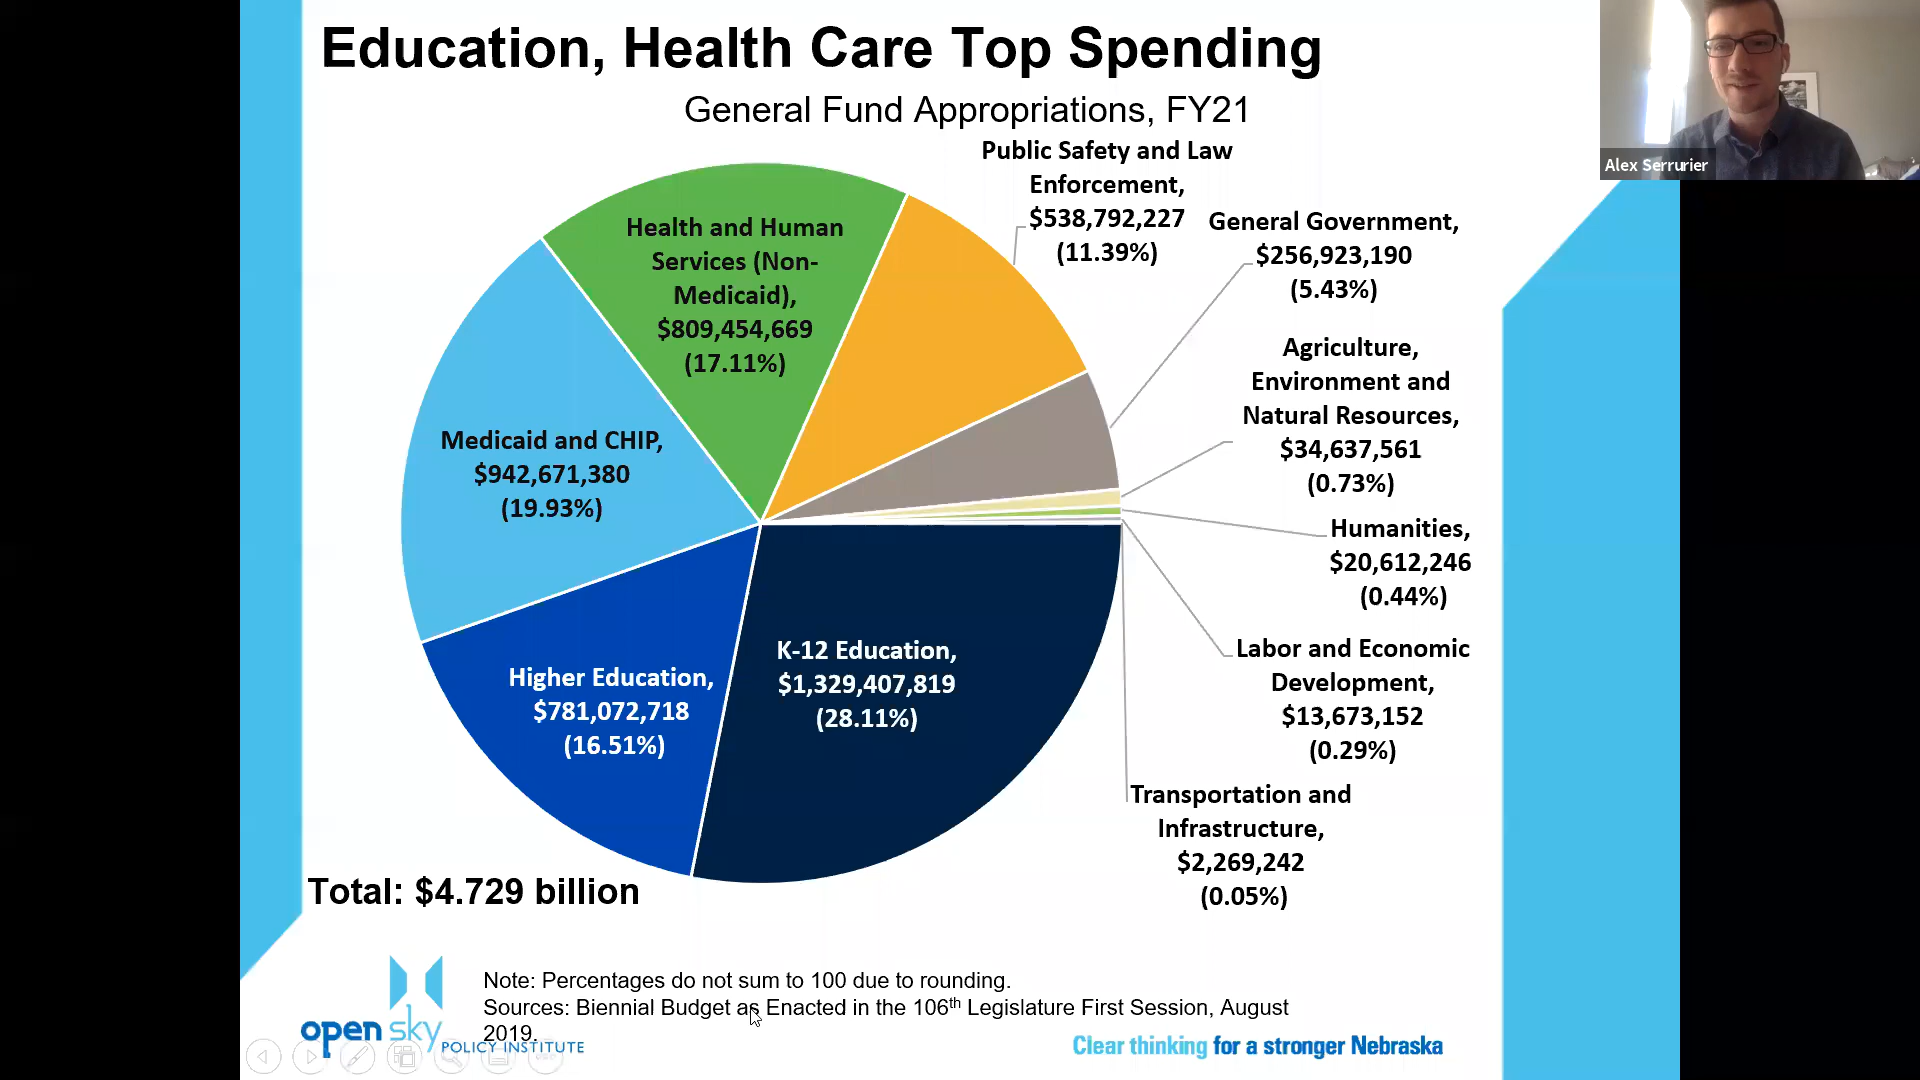 Education, Health Care Top Spending
General Fund Appropriations, FY21
Alex Serrurier
Public Safety and Law
Enforcement,
$538,792,227
(11.39%)
General Government,
$256,923,190
(5.43%)
Health and Human
Services (Non-
Medicaid),
$809,454,669
(17.11%)
Agriculture,
Environment and
Natural Resources,
$34,637,561
(0.73%)
Medicaid and CHIP,
$942,671,380
(19.93%)
Humanities,
$20,612,246
(0.44%)
Higher Education,
$781,072,718
(16.51%)
K-12 Education,
$1,329,407,819
(28.11%)
Labor and Economic
Development,
$13,673,152
(0.29%)
Transportation and
Infrastructure,
$2,269,242
(0.05%)
Total: $4.729 billion
Note: Percentages do not sum to 100 due to rounding.
Sources: Biennial Budget as Enacted in the 106th Legislature First Session, August
2019.
open sky
POLICY INSTITUTE
Clear thinking for a stronger Nebraska